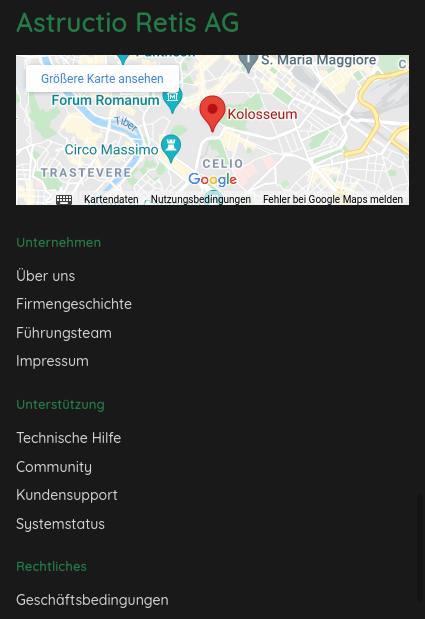 Astructio Retis AG
S. Maria Maggiore
Größere Karte ansehen
Forum Romanum
Kolosseum
Tiber
Circo Massimo
CELIO
TRASTEVERE
Google
Kartendaten Nutzungsbedingungen Fehler bei Google Maps melden
Unternehmen
Über uns
Firmengeschichte
Führungsteam
Impressum
Unterstützung
Technische Hilfe
Community
Kundensupport
Systemstatus
Rechtliches
Geschäftsbedingungen